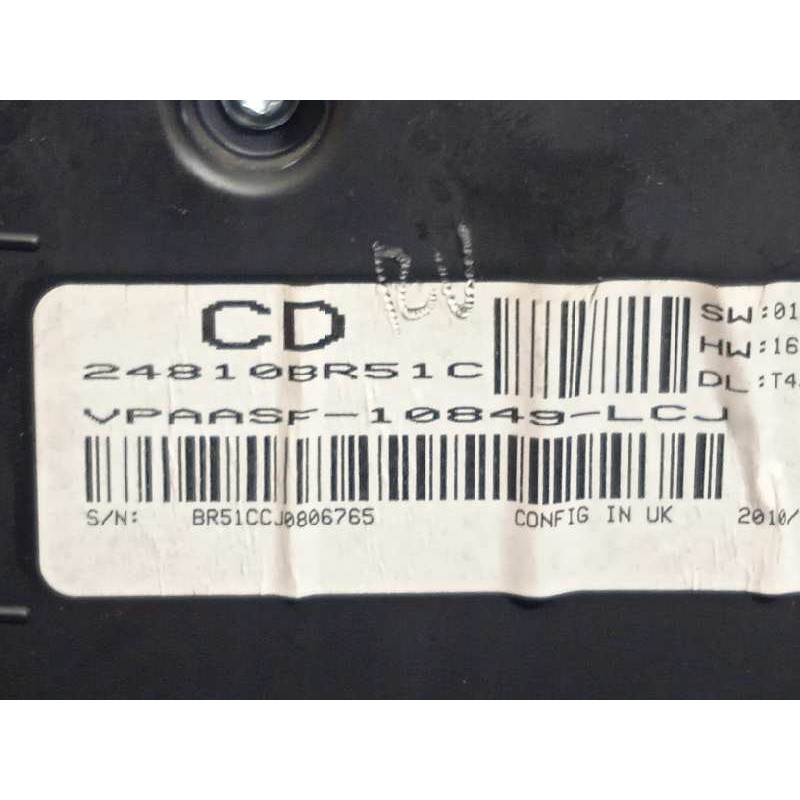 CD
SW:01
24810BR51C
HW:16
DL:T4
VPAASF-10849-LCJ
S/N: BR51CCJ0806765 CONFIG IN UK 2010/